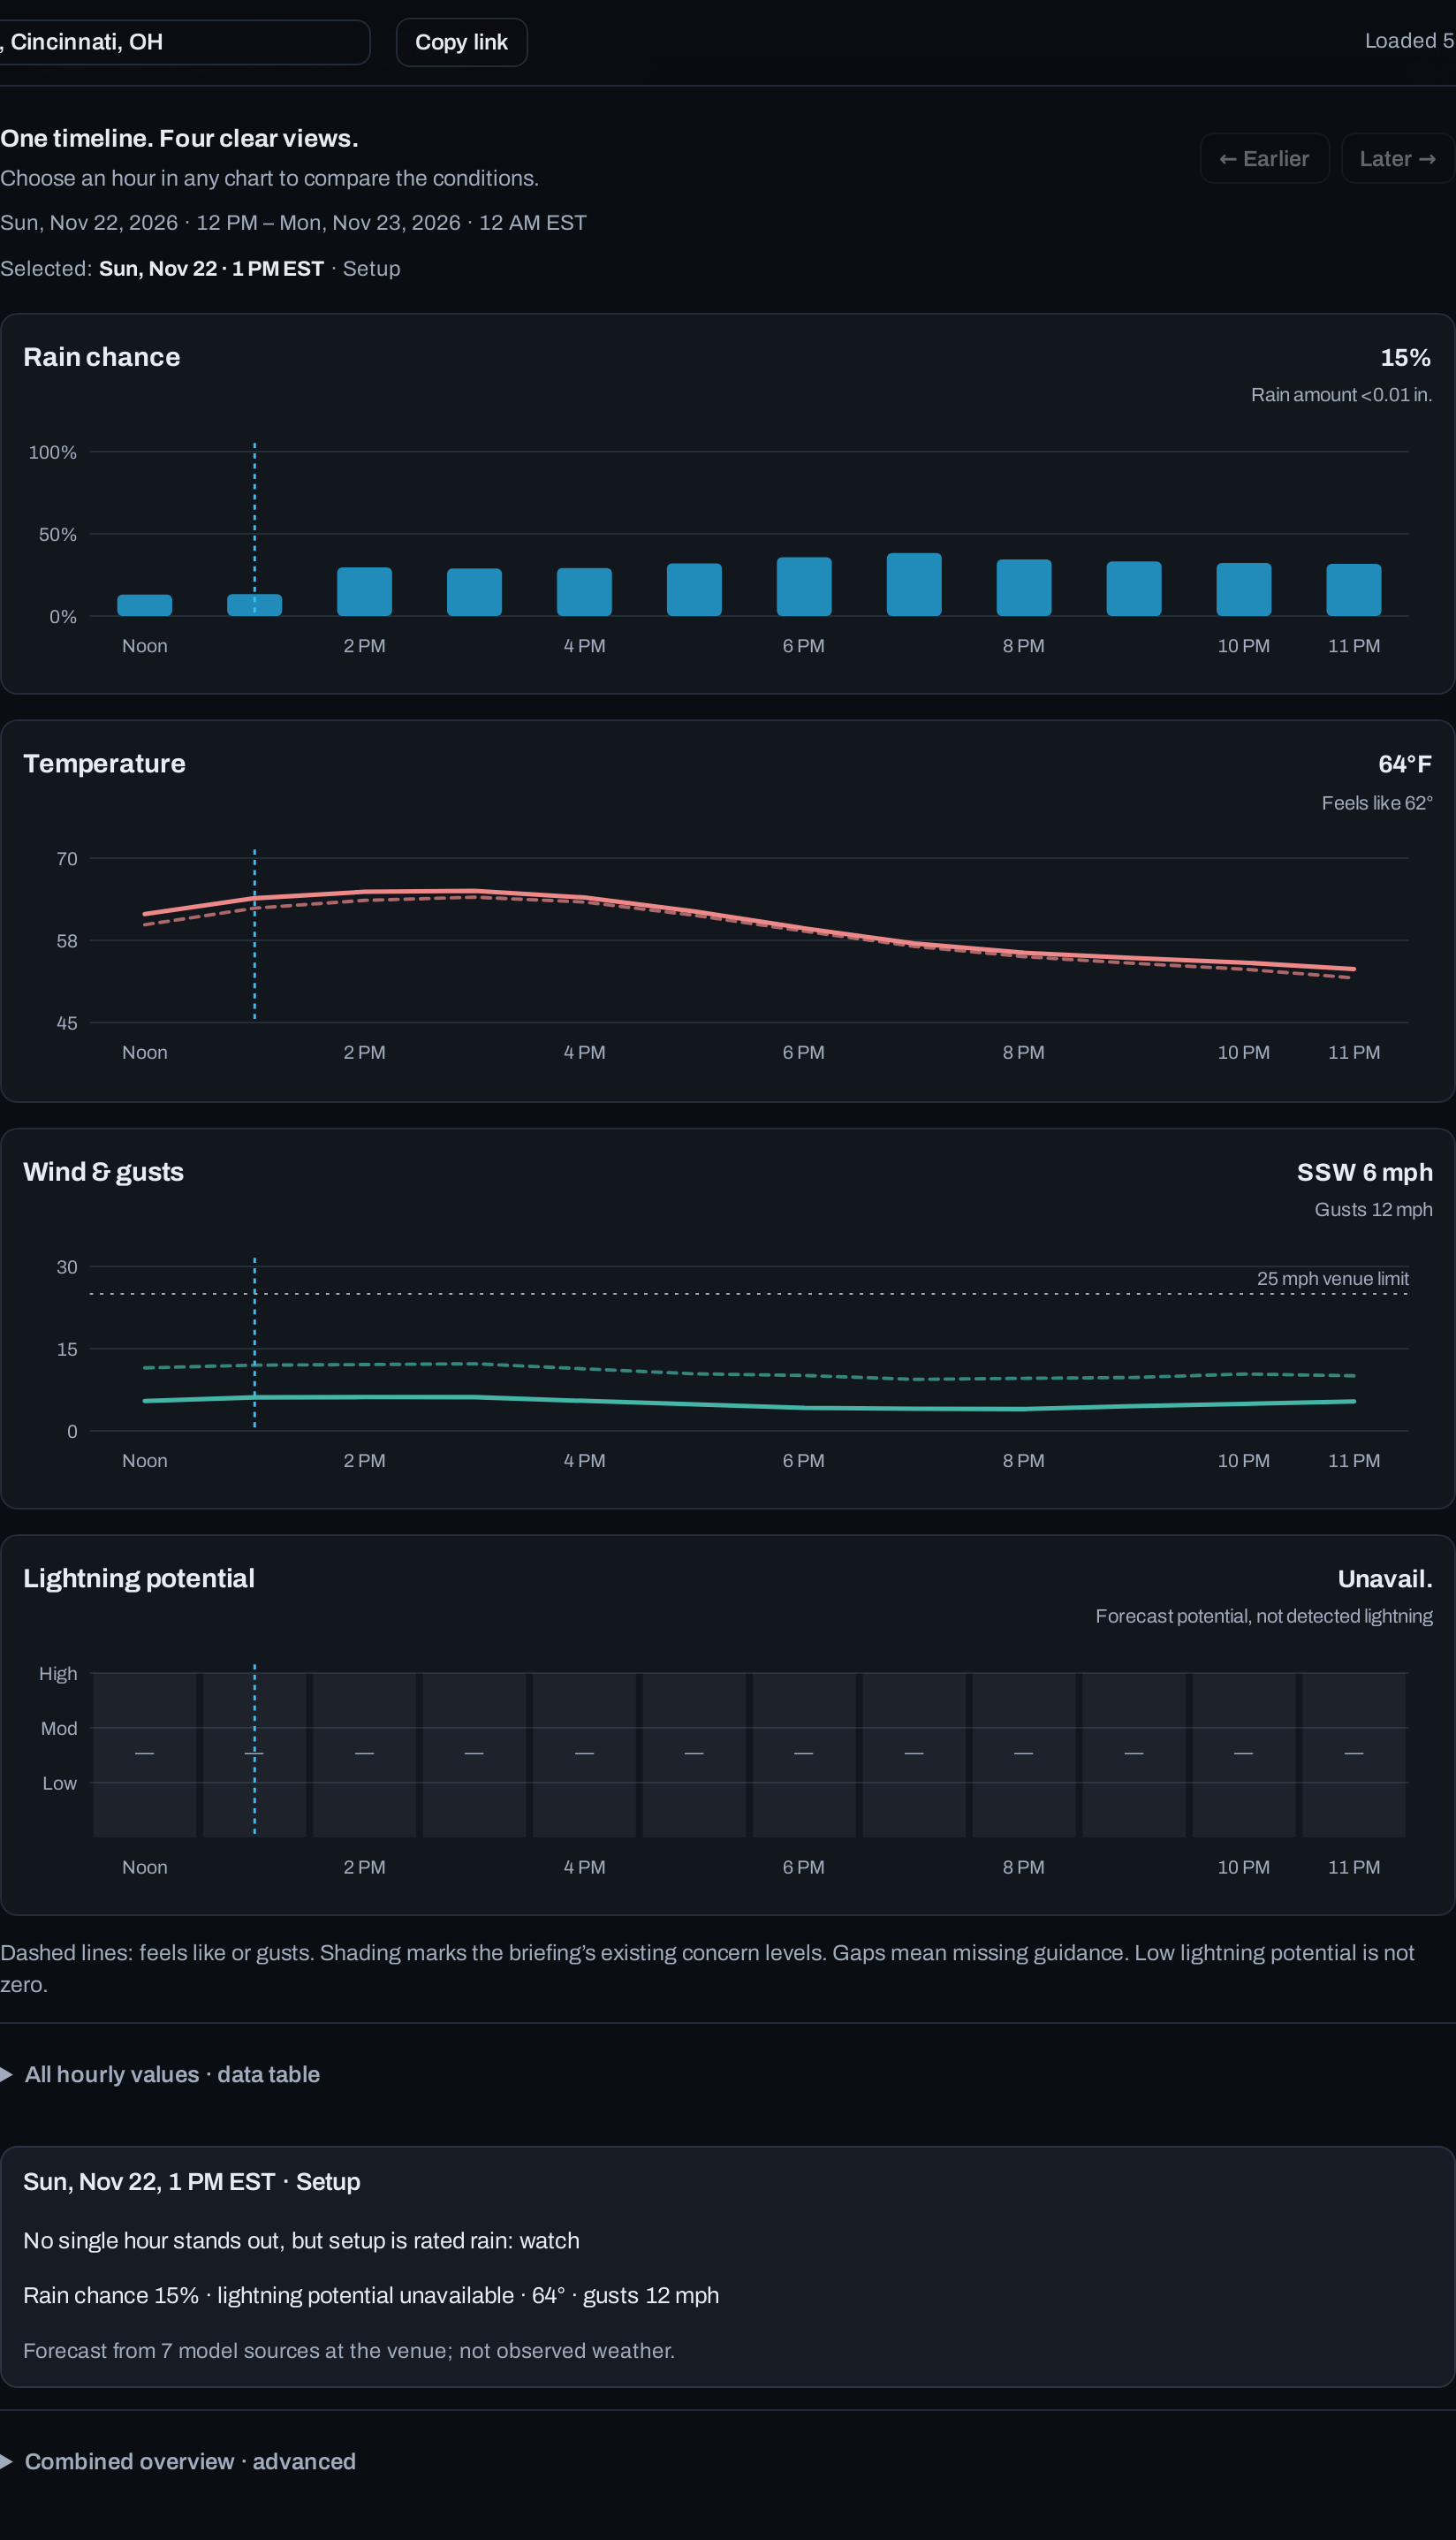 , Cincinnati, OH
Copy link
Loaded 5
One timeline. Four clear views.
Choose an hour in any chart to compare the conditions.
← Earlier
Later →
Sun, Nov 22, 2026 · 12 PM – Mon, Nov 23, 2026 · 12 AM EST
Selected: Sun, Nov 22 · 1 PM EST · Setup
Rain chance
15%
Rain amount <0.01 in.
100%
50%
0%
Noon 2 PM 4 PM 6 PM 8 PM 10 PM 11 PM
Temperature
64°F
Feels like 62°
70
58
45
Noon 2 PM 4 PM 6 PM 8 PM 10 PM 11 PM
Wind & gusts
SSW 6 mph
Gusts 12 mph
30
25 mph venue limit
15
0
Noon 2 PM 4 PM 6 PM 8 PM 10 PM 11 PM
Lightning potential
Unavail.
Forecast potential, not detected lightning
High
Mod
— — — — — — — — — — — —
Low
Noon 2 PM 4 PM 6 PM 8 PM 10 PM 11 PM
Dashed lines: feels like or gusts. Shading marks the briefing’s existing concern levels. Gaps mean missing guidance. Low lightning potential is not
zero.
▶ All hourly values · data table
Sun, Nov 22, 1 PM EST · Setup
No single hour stands out, but setup is rated rain: watch
Rain chance 15% · lightning potential unavailable · 64° · gusts 12 mph
Forecast from 7 model sources at the venue; not observed weather.
▶ Combined overview · advanced